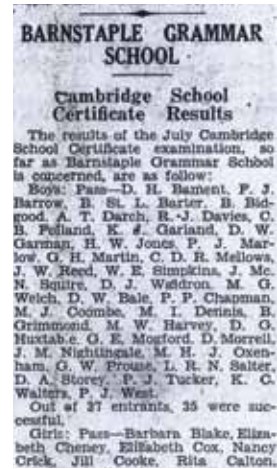 BARNSTAPLE GRAMMAR
SCHOOL
Cambridge School
Certificate Results
The results of the July Cambridge
School Certificate examination, so
far as Barnstaple Grammar School
is concerned, are as follow:
Boys: Pass—D. H. Bament, P. J.
Barrow, B. St. L. Barter, B. Bid-
good, A. T. Darch, R. J. Davies, C.
B. Pedland, K. J. Garland, D. W.
Garman, H. W. Jones, P. J. Mar-
low, G. H. Martin, C. D. R. Mellows,
J. W. Reed, W. E. Simpkins, J. Mc.
N. Squire, D. J. Waldron, M. G.
Welch, D. W. Bale, P. P. Chapman,
M. J. Coombe, M. I. Dennis, B.
Grimmond, M. W. Harvey, D. G.
Huxtable, G. E. Mogford, D. Morrell,
J. M. Nightingale, M. H. J. Oxen-
ham, G. W. Prouse, L. R. N. Salter,
D. A. Storey, P. J. Tucker, K. C.
Walters, P. J. West.
Out of 37 entrants, 35 were suc-
cessful.
Girls: Pass—Barbara Blake, Eliza-
beth Cheney, Elizabeth Cox, Nancy
Crick, Jill Cooke, Rita Calton,